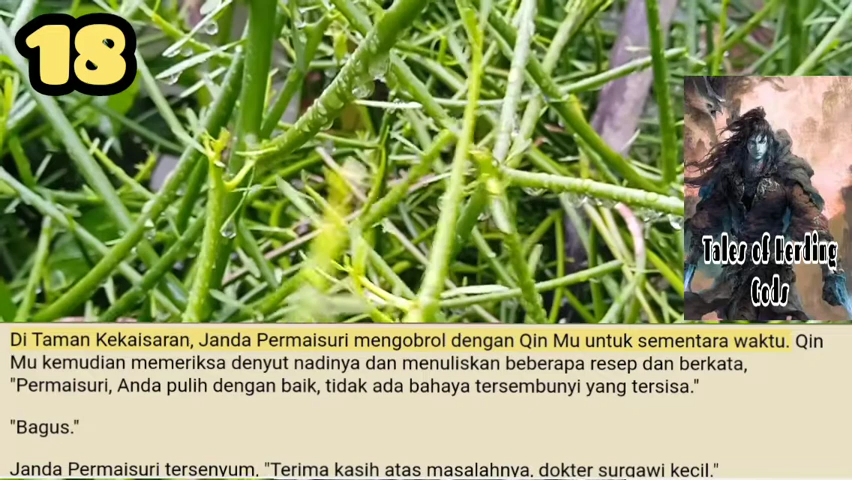 18
Tales of Herding
Gods
Di Taman Kekaisaran, Janda Permaisuri mengobrol dengan Qin Mu untuk sementara waktu. Qin
Mu kemudian memeriksa denyut nadinya dan menuliskan beberapa resep dan berkata,
"Permaisuri, Anda pulih dengan baik, tidak ada bahaya tersembunyi yang tersisa."
"Bagus."
Janda Permaisuri tersenyum. "Terima kasih atas masalahnya, dokter surgawi kecil."